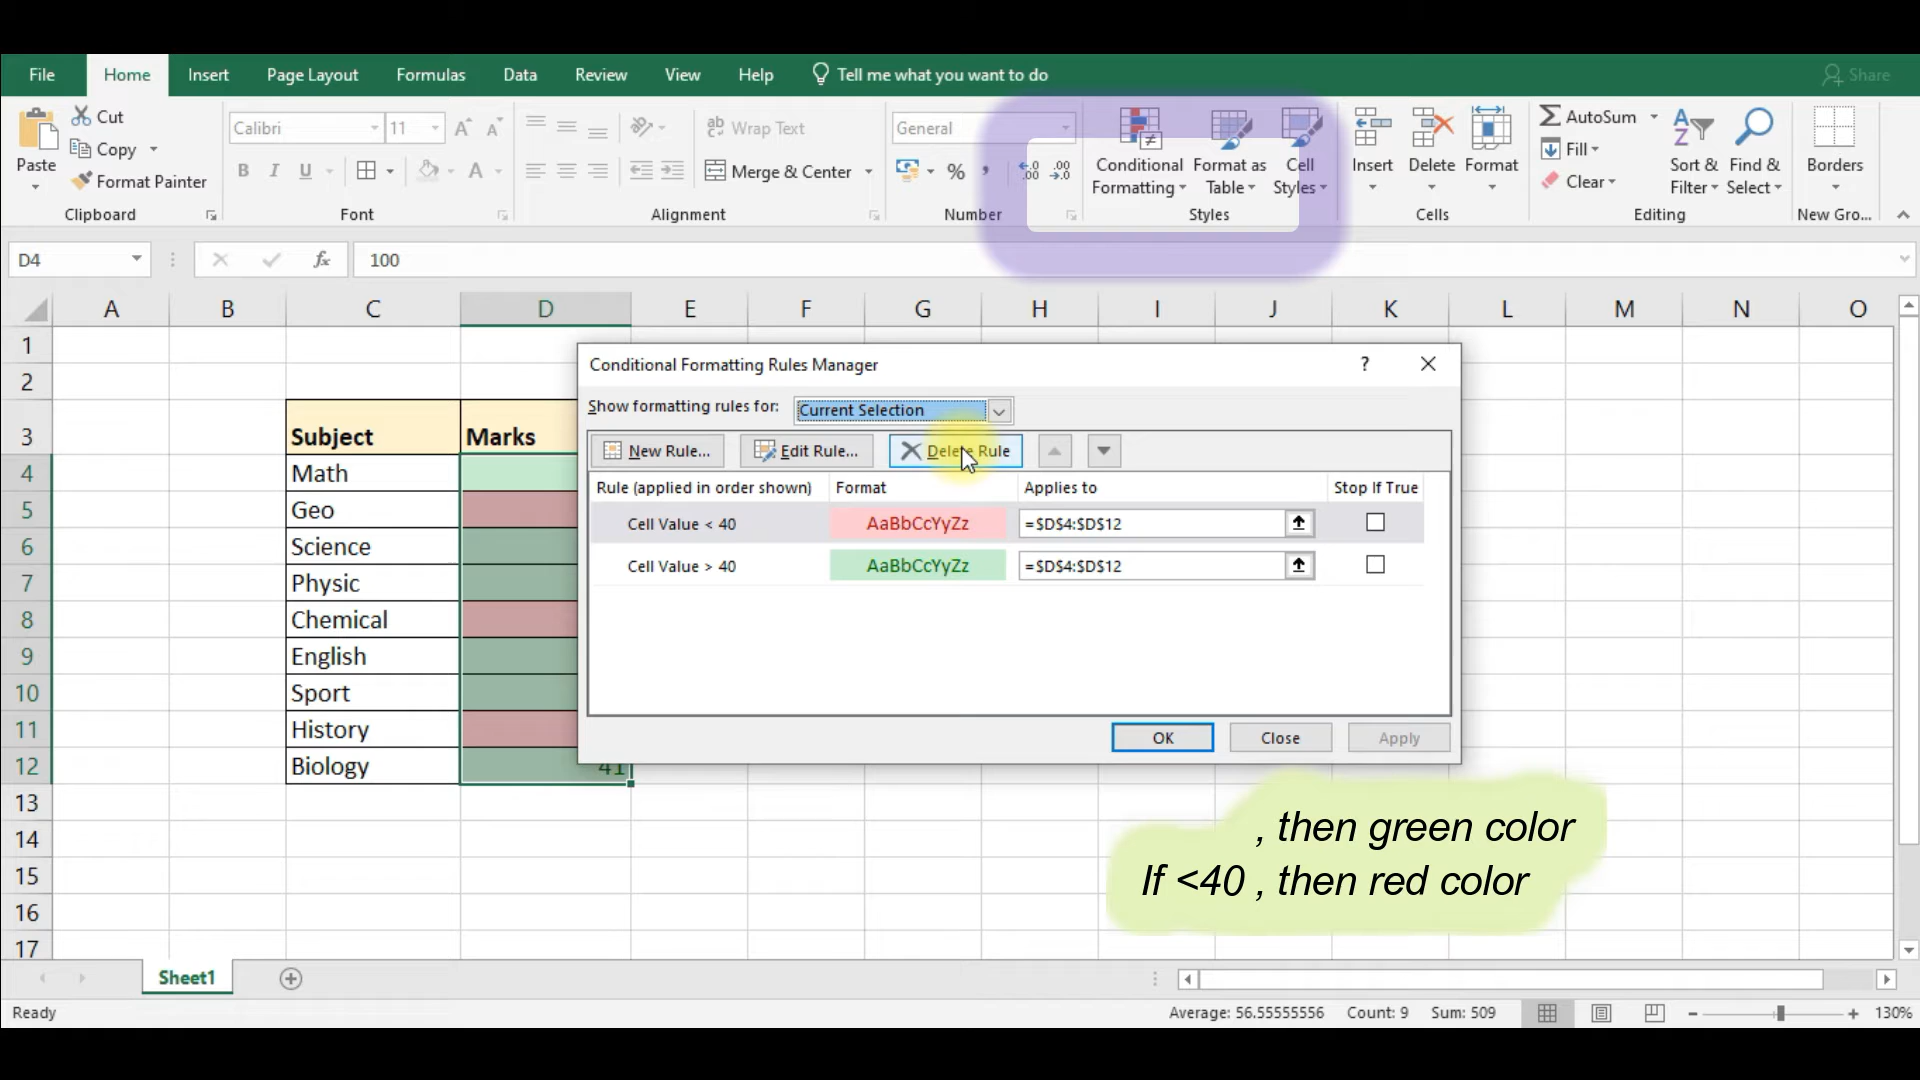 File Home Insert Page Layout Formulas Data Review View Help Tell me what you want to do Share
Cut
Copy
Format Painter
Paste
Clipboard
Calibri 11
B I U
Font
Wrap Text
Merge & Center
Alignment
General
% ,
Number
Conditional Formatting
Format as Table
Cell Styles
Styles
Insert Delete Format
Cells
AutoSum
Fill
Clear
Sort & Filter
Find & Select
Editing
Borders
New Gro...
D4 fx 100
A B C D E F G H I J K L M N O
1
2
3 Subject Marks
4 Math
5 Geo
6 Science
7 Physic
8 Chemical
9 English
10 Sport
11 History
12 Biology 41
13
14
15
16
17
Conditional Formatting Rules Manager ?
Show formatting rules for: Current Selection
New Rule... Edit Rule... Delete Rule
Rule (applied in order shown) Format Applies to Stop If True
Cell Value < 40 AaBbCcYyZz =$D$4:$D$12
Cell Value > 40 AaBbCcYyZz =$D$4:$D$12
OK Close Apply
, then green color
If <40 , then red color
Sheet1
Ready Average: 56.55555556 Count: 9 Sum: 509 130%